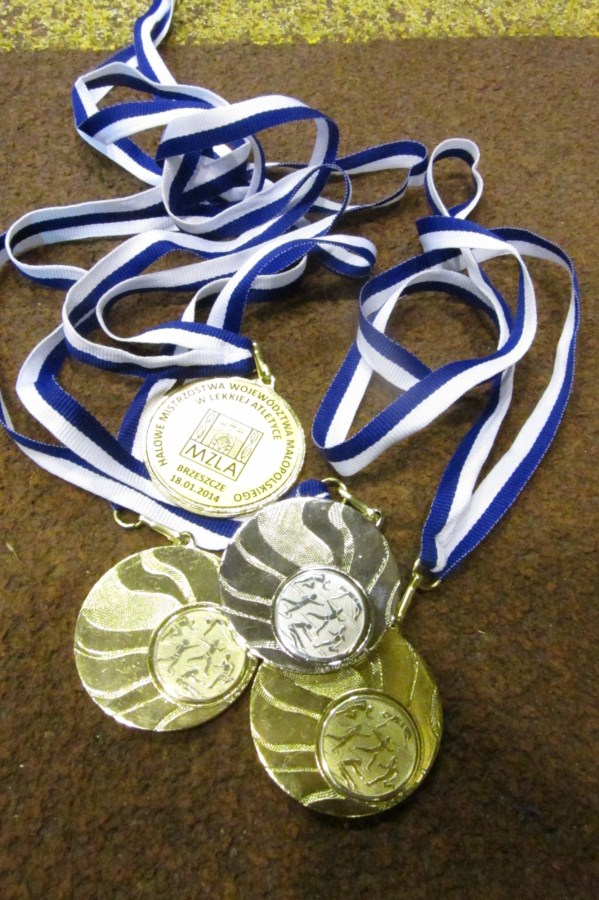 HALOWE MISTRZOSTWA WOJEWÓDZTWA MAŁOPOLSKIEGO
W LEKKIEJ ATLETYCE
MZLA
BRZESZCZE
18.01.2014